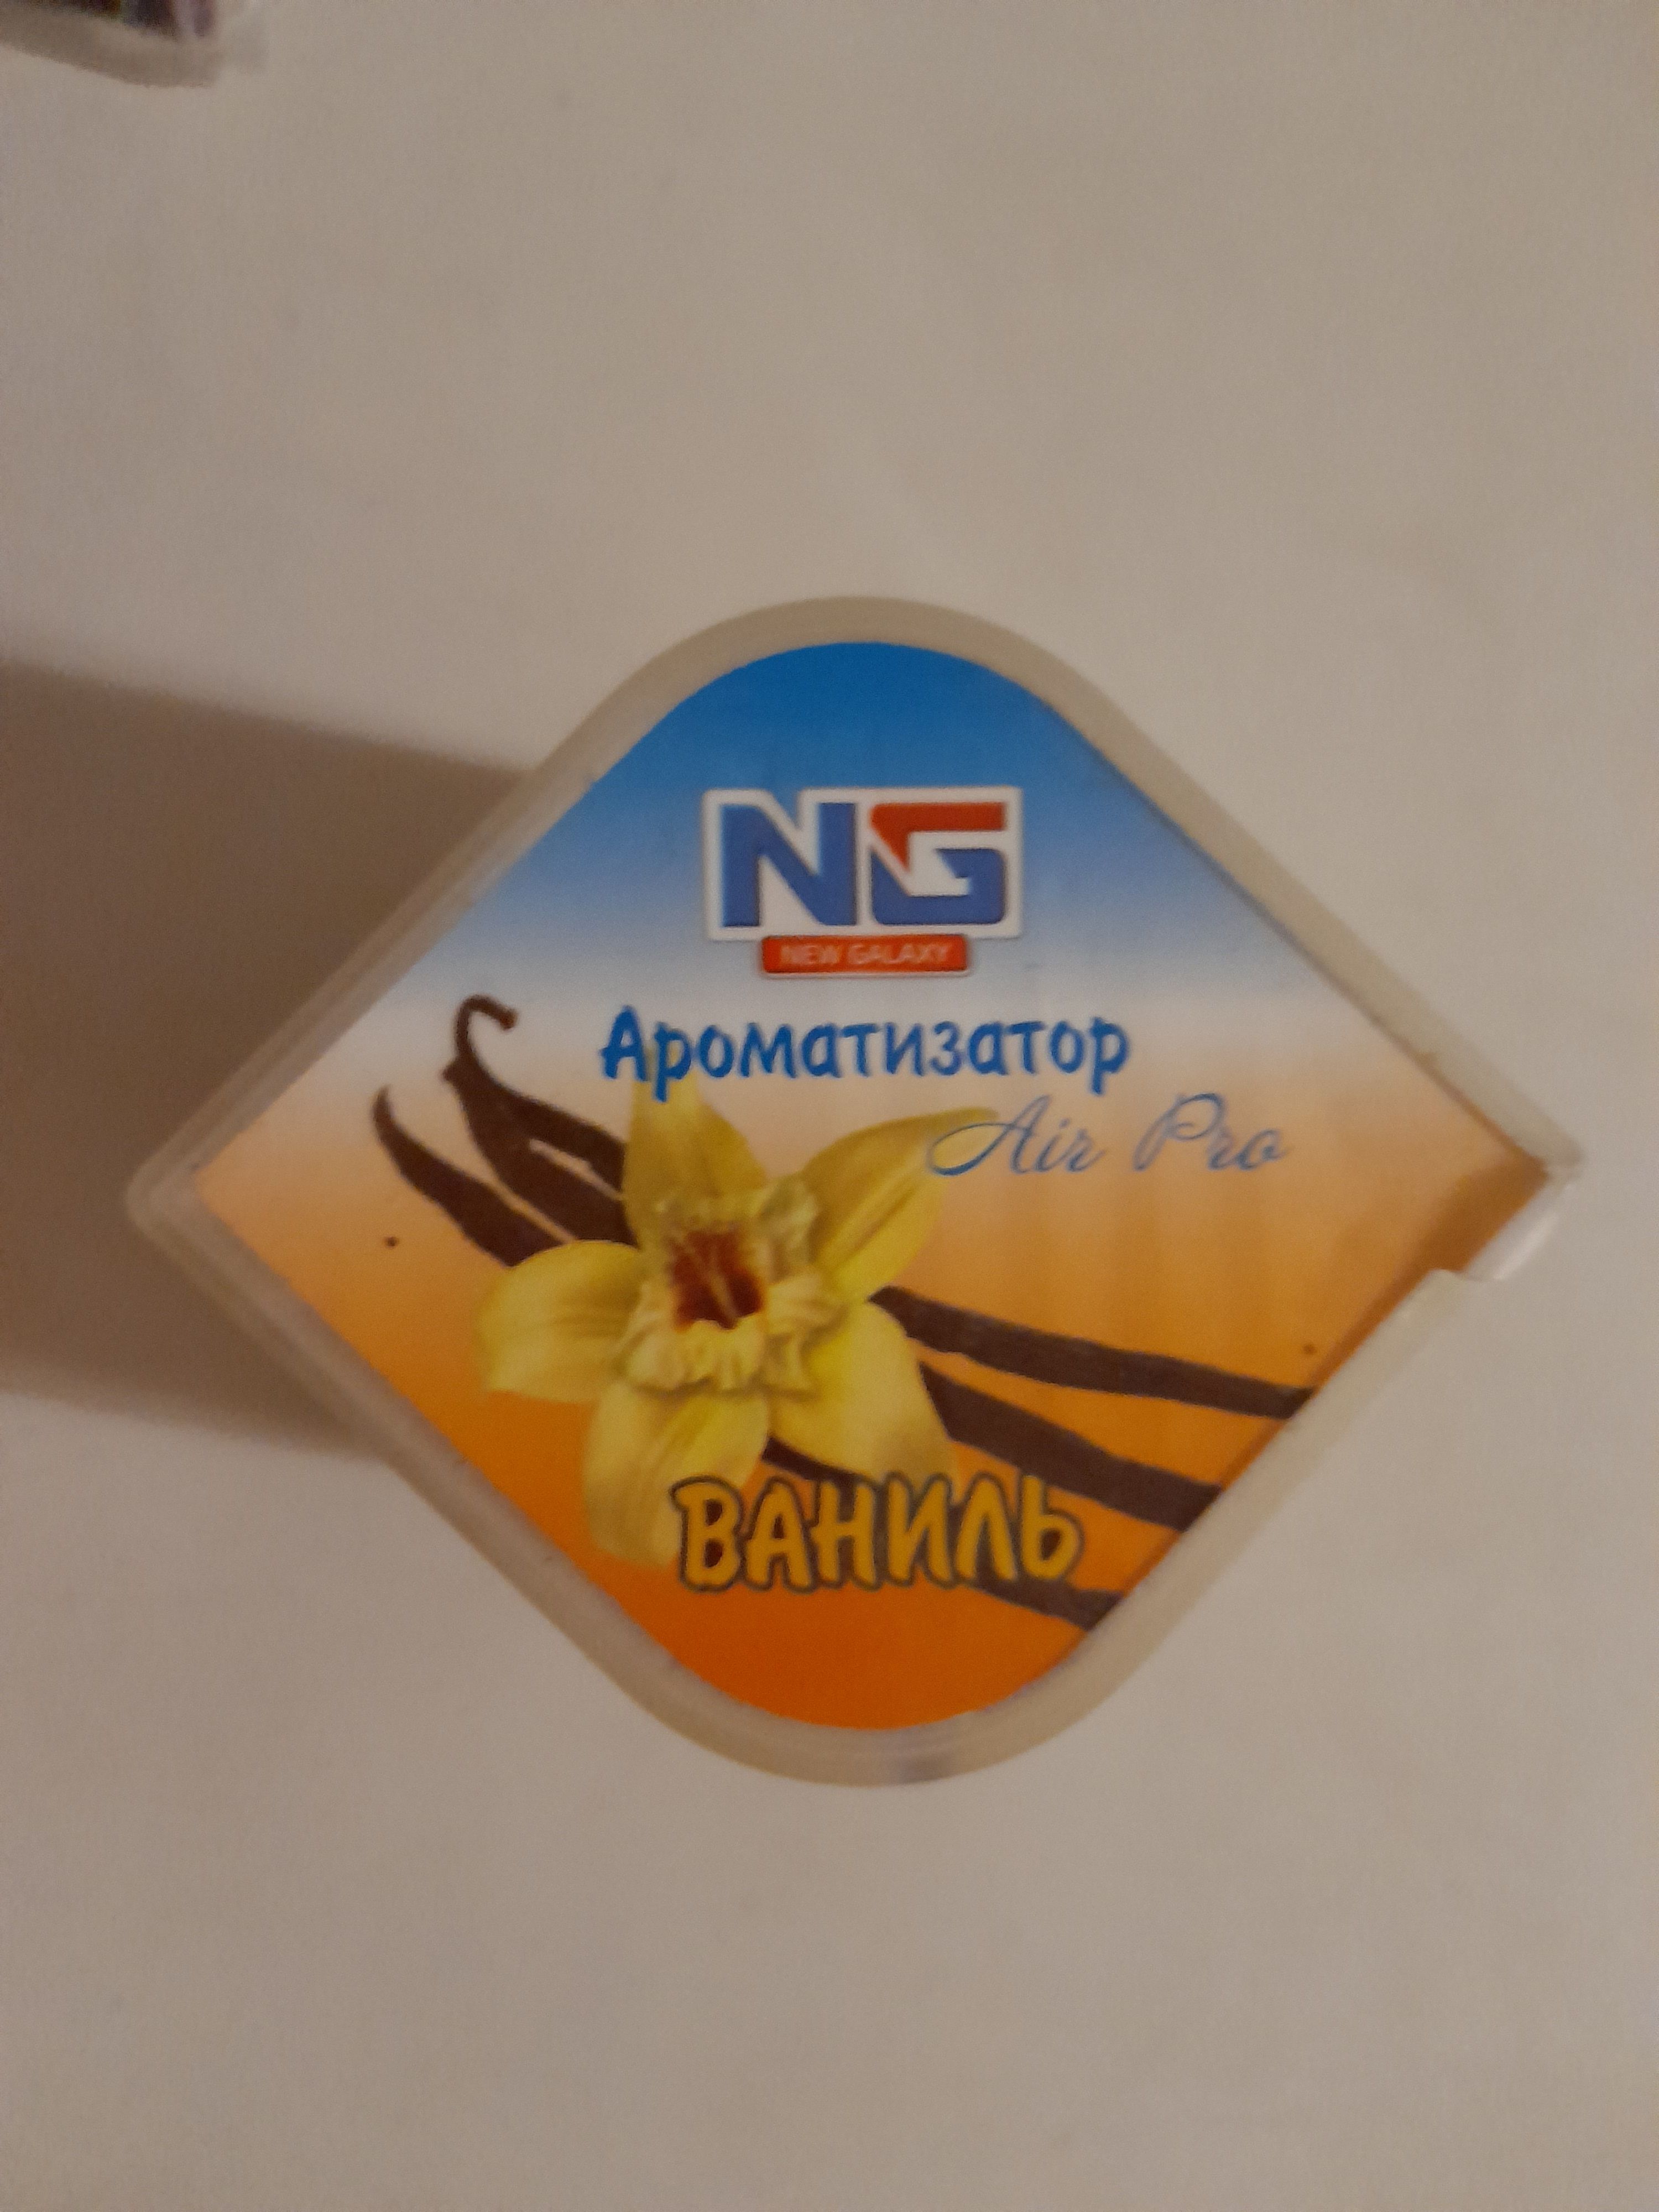 NG
NEW GALAXY
Ароматизатор
Air Pro
ВАНИЛЬ